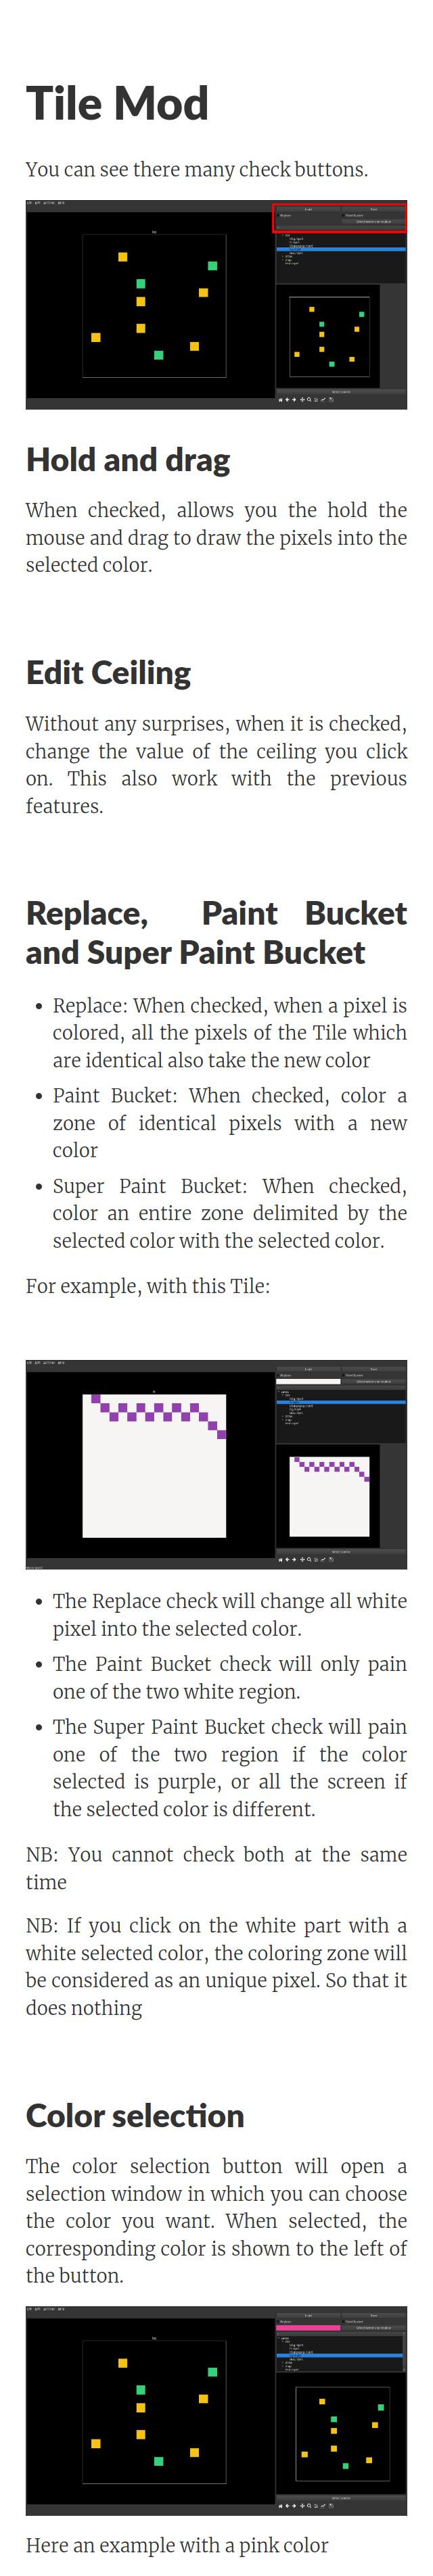 Tile Mod
You can see there many check buttons.
Hold and drag
When checked, allows you the hold the
mouse and drag to draw the pixels into the
selected color.
Edit Ceiling
Without any surprises, when it is checked,
change the value of the ceiling you click
on. This also work with the previous
features.
Replace, Paint Bucket
and Super Paint Bucket
• Replace: When checked, when a pixel is
colored, all the pixels of the Tile which
are identical also take the new color
• Paint Bucket: When checked, color a
zone of identical pixels with a new
color
• Super Paint Bucket: When checked,
color an entire zone delimited by the
selected color with the selected color.
For example, with this Tile:
• The Replace check will change all white
pixel into the selected color.
• The Paint Bucket check will only pain
one of the two white region.
• The Super Paint Bucket check will pain
one of the two region if the color
selected is purple, or all the screen if
the selected color is different.
NB: You cannot check both at the same
time
NB: If you click on the white part with a
white selected color, the coloring zone will
be considered as an unique pixel. So that it
does nothing
Color selection
The color selection button will open a
selection window in which you can choose
the color you want. When selected, the
corresponding color is shown to the left of
the button.
Here an example with a pink color